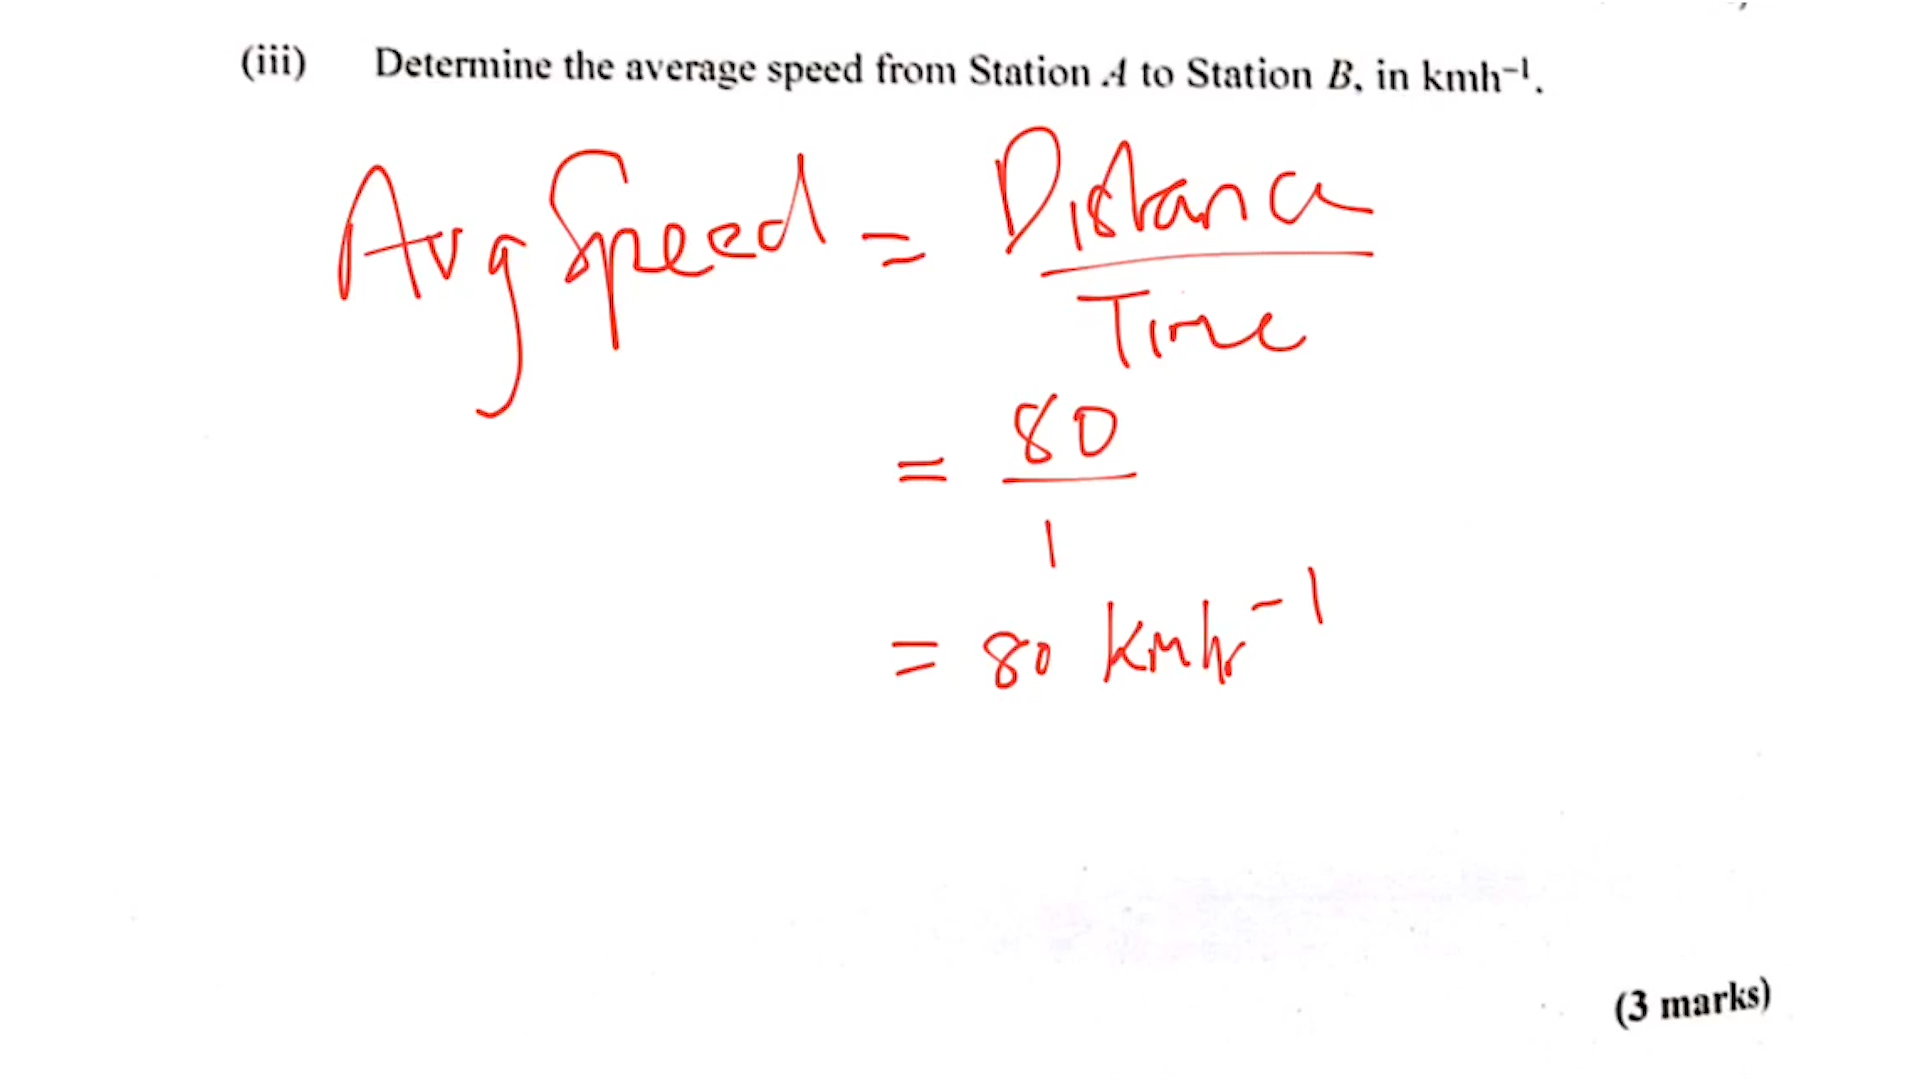 (iii) Determine the average speed from Station A to Station B, in kmh⁻¹.
Avg Speed = Distance
Time
= 80
1
= 80 kmhr⁻¹
(3 marks)